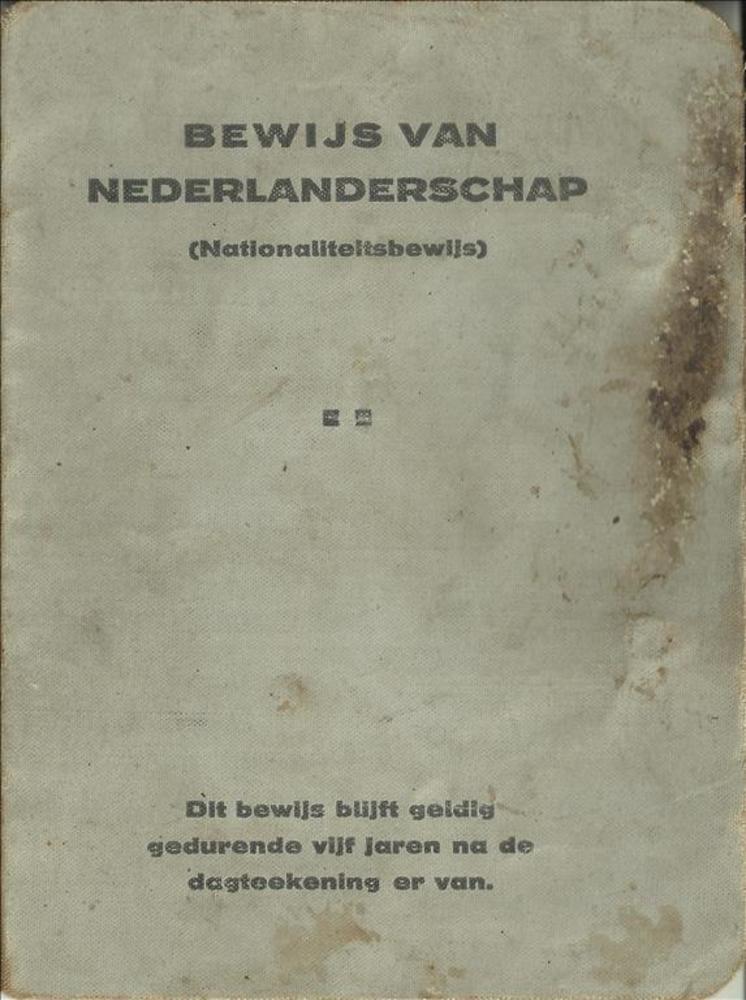 BEWIJS VAN
NEDERLANDERSCHAP
(Nationaliteitsbewijs)
Dit bewijs blijft geldig
gedurende vijf jaren na de
dagteekening er van.